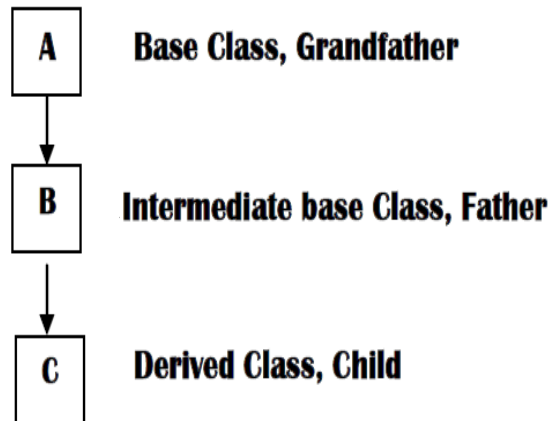 A Base Class, Grandfather
B Intermediate base Class, Father
C Derived Class, Child